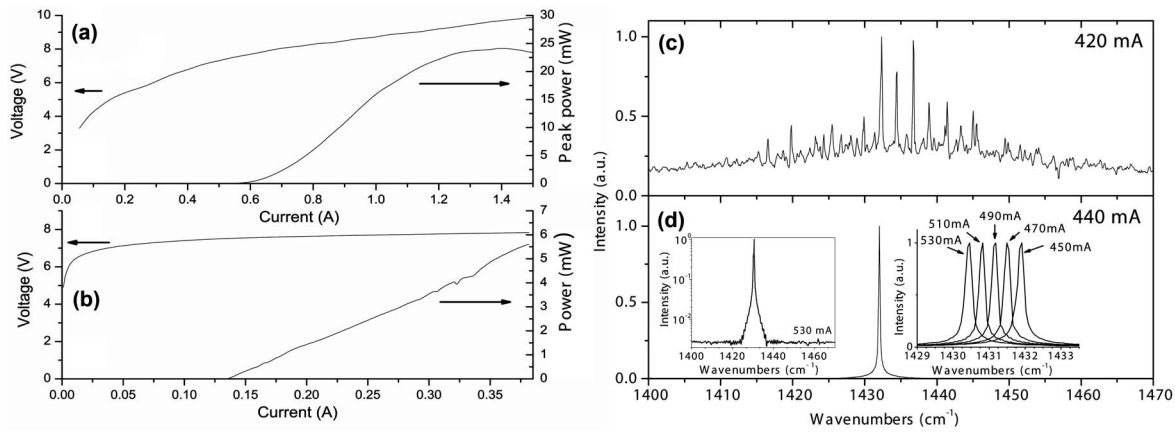 (a)
Voltage (V)
10
8
6
4
2
0
30
25
20
15
10
5
0
Peak power (mW)
0.0 0.2 0.4 0.6 0.8 1.0 1.2 1.4
Current (A)
(b)
Voltage (V)
8
6
4
2
0
7
6
5
4
3
2
1
0
Power (mW)
0.00 0.05 0.10 0.15 0.20 0.25 0.30 0.35
Current (A)
(c)
420 mA
1.0
0.5
0.0
Intensity (a.u.)
(d)
440 mA
1.0
0.5
0.0
Intensity (a.u.)
10⁰
10⁻¹
10⁻²
530 mA
1400 1420 1440 1460
Wavenumbers (cm⁻¹)
490mA
510mA
470mA
530mA
450mA
Intensity (a.u.)
1
0
1429 1430 1431 1432 1433
Wavenumbers (cm⁻¹)
1400 1410 1420 1430 1440 1450 1460 1470
Wavenumbers (cm⁻¹)